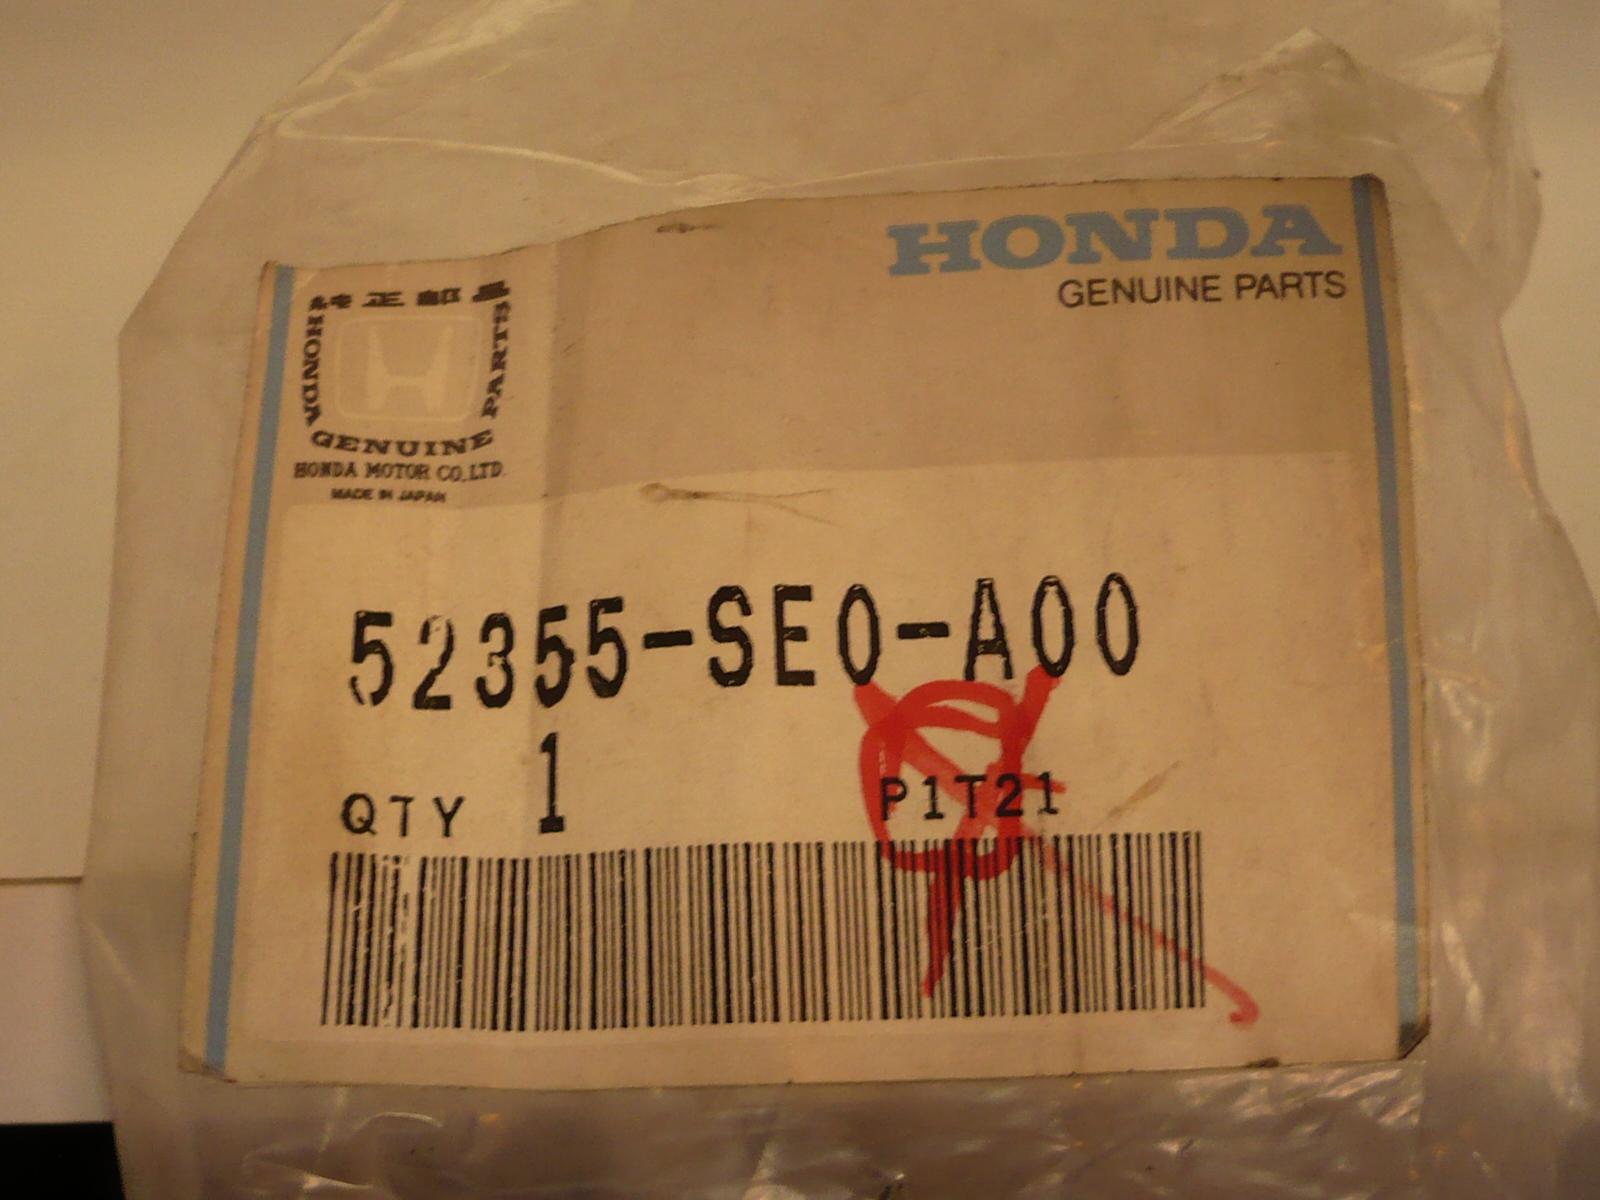 HONDA
GENUINE PARTS
純正部品
HONDA GENUINE PARTS
HONDA MOTOR CO., LTD.
MADE IN JAPAN
52355-SE0-A00
QTY 1 P1T21